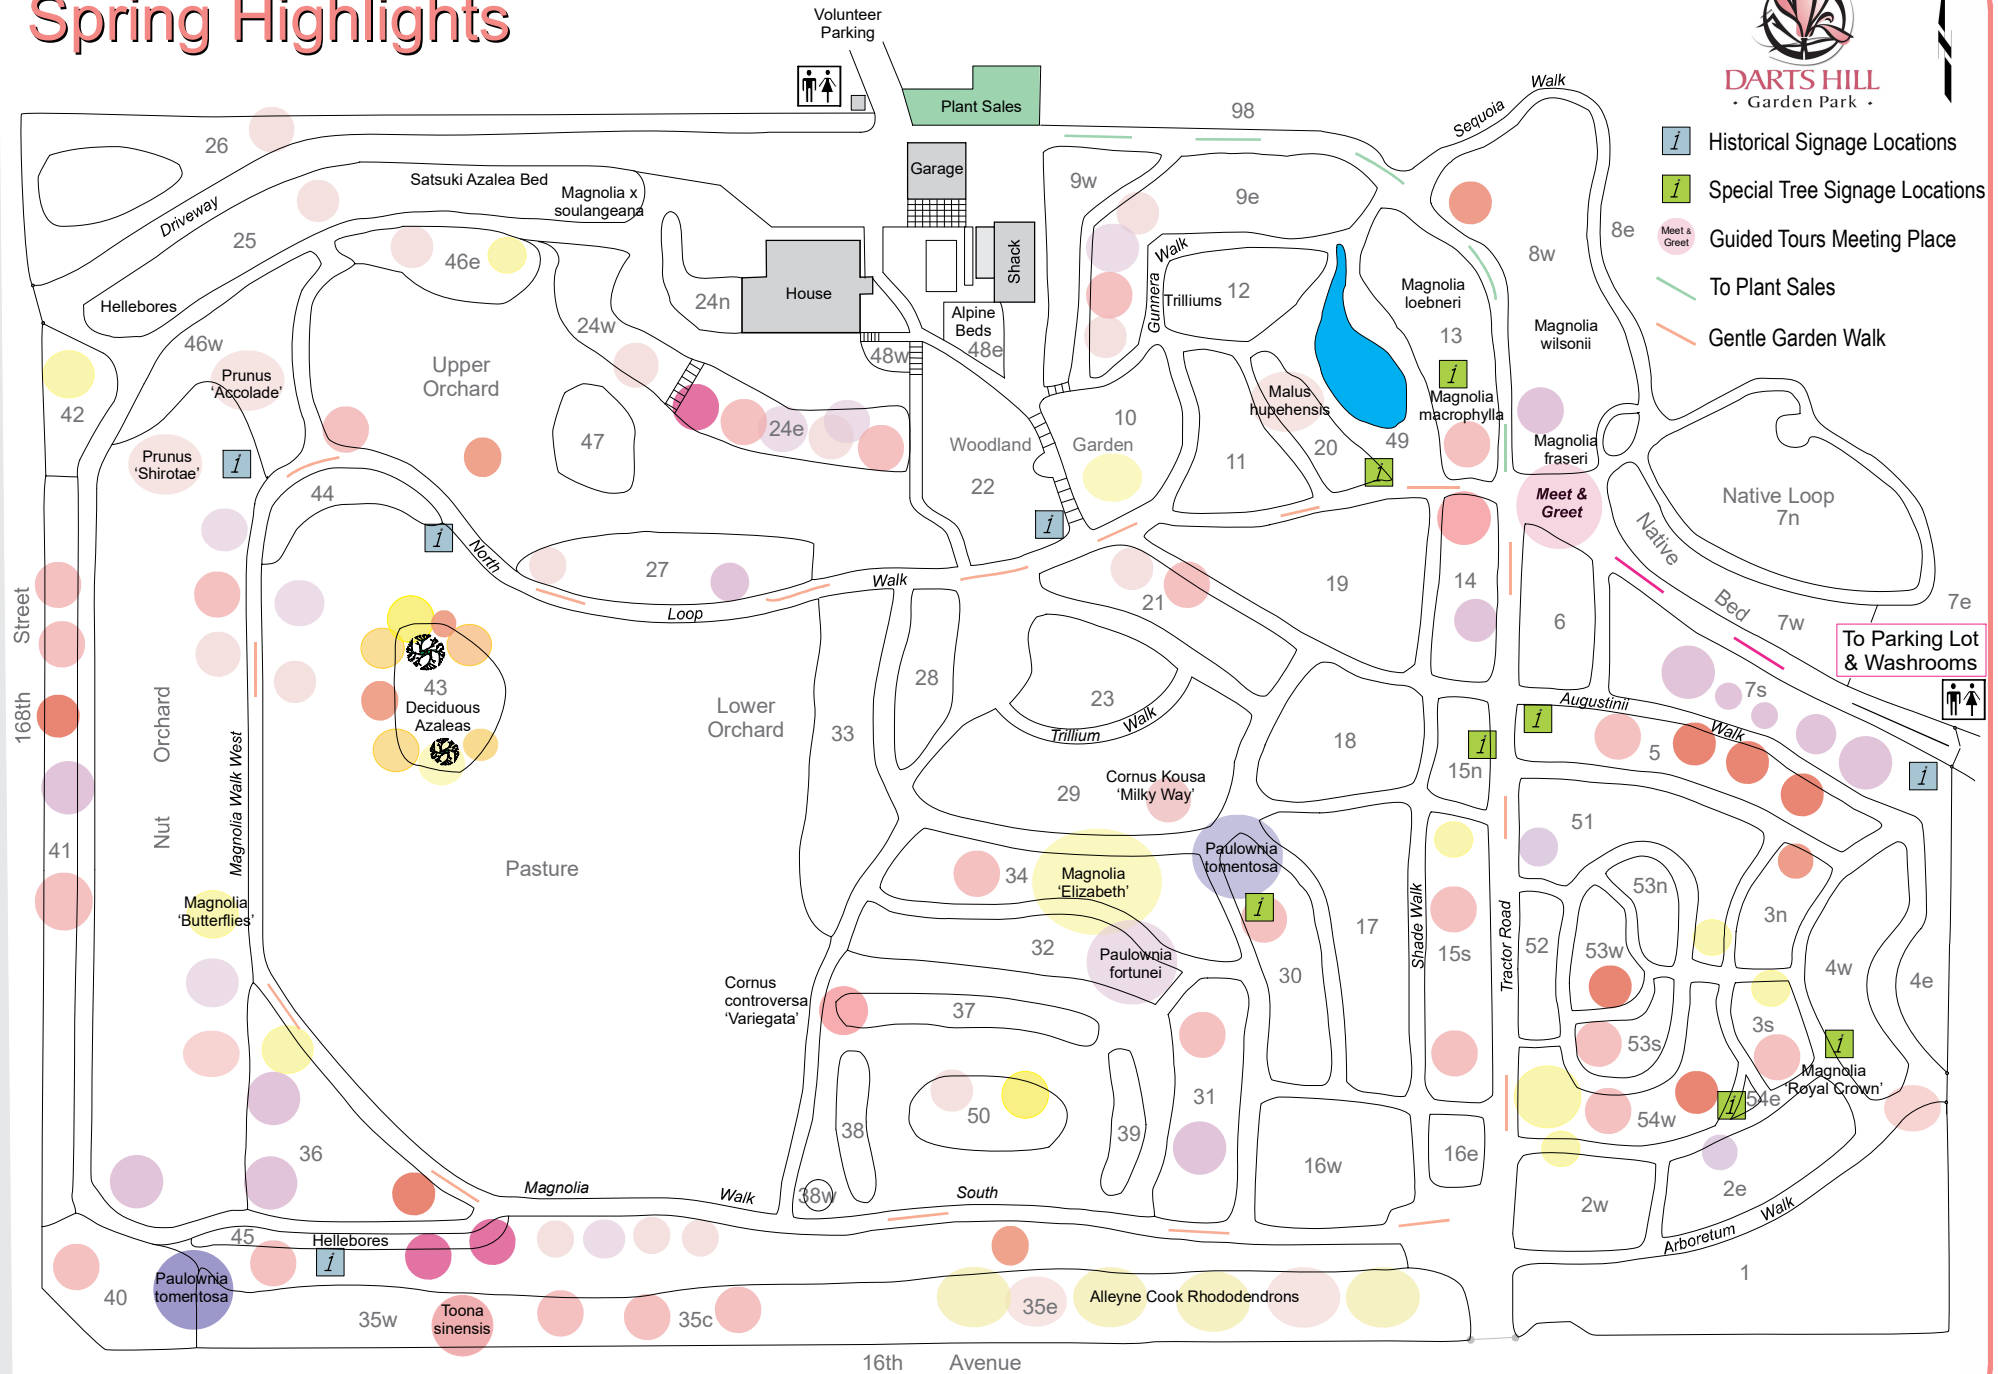 Spring Highlights
Volunteer
Parking
DARTS HILL
· Garden Park ·
Historical Signage Locations
Special Tree Signage Locations
Meet &
Greet
Guided Tours Meeting Place
To Plant Sales
Gentle Garden Walk
Plant Sales
98
Sequoia
Walk
26
Driveway
25
Satsuki Azalea Bed
Magnolia x
soulangeana
Hellebores
46e
Garage
Shack
House
24n
24w
Alpine
Beds
48e
48w
9w
9e
Gunnera
Walk
Trilliums
12
Magnolia
loebneri
13
8w
8e
Magnolia
wilsonii
46w
Prunus
‘Accolade’
Prunus
‘Shirotae’
42
Upper
Orchard
47
24e
Woodland
Garden
10
22
11
Malus
hupehensis
20
49
Magnolia
macrophylla
Magnolia
fraseri
Meet &
Greet
Native Loop
7n
Native
Bed
7w
7e
To Parking Lot
& Washrooms
44
North
Loop
Walk
27
21
19
14
6
7s
Augustinii
Walk
5
168th
Street
Nut
Orchard
Magnolia Walk West
43
Deciduous
Azaleas
Lower
Orchard
33
28
23
Trillium
Walk
18
15n
29
Cornus Kousa
‘Milky Way’
51
41
Pasture
34
Magnolia
‘Elizabeth’
Paulownia
tomentosa
17
Shade Walk
15s
Tractor Road
52
53n
53w
3n
4w
4e
Magnolia
‘Butterflies’
32
Paulownia
fortunei
30
Cornus
controversa
‘Variegata’
37
53s
3s
Magnolia
‘Royal Crown’
38
50
39
31
54w
54e
36
16w
16e
2w
2e
Arboretum
Walk
1
Magnolia
Walk
38w
South
45
Hellebores
40
Paulownia
tomentosa
35w
Toona
sinensis
35c
35e
Alleyne Cook Rhododendrons
16th
Avenue